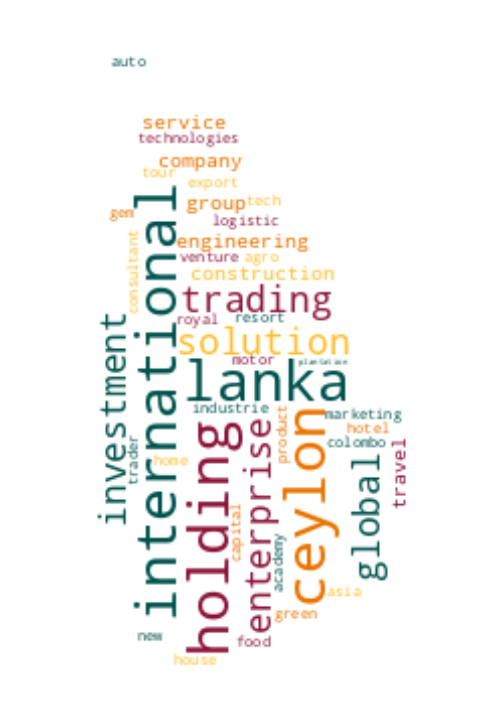 auto
service
technologies
company
tour
export
gem
group
tech
logistic
consultant
international
engineering
venture
agro
construction
trading
royal
resort
investment
solution
motor
plantation
lanka
industrie
marketing
product
ceylon
hotel
colombo
holding
enterprise
trader
home
global
travel
capital
academy
asia
green
new
food
house